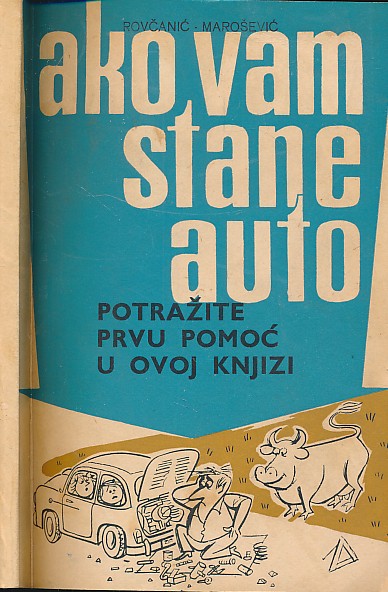 ROVČANIĆ - MAROŠEVIĆ
ako vam
stane
auto
POTRAŽITE
PRVU POMOĆ
U OVOJ KNJIZI